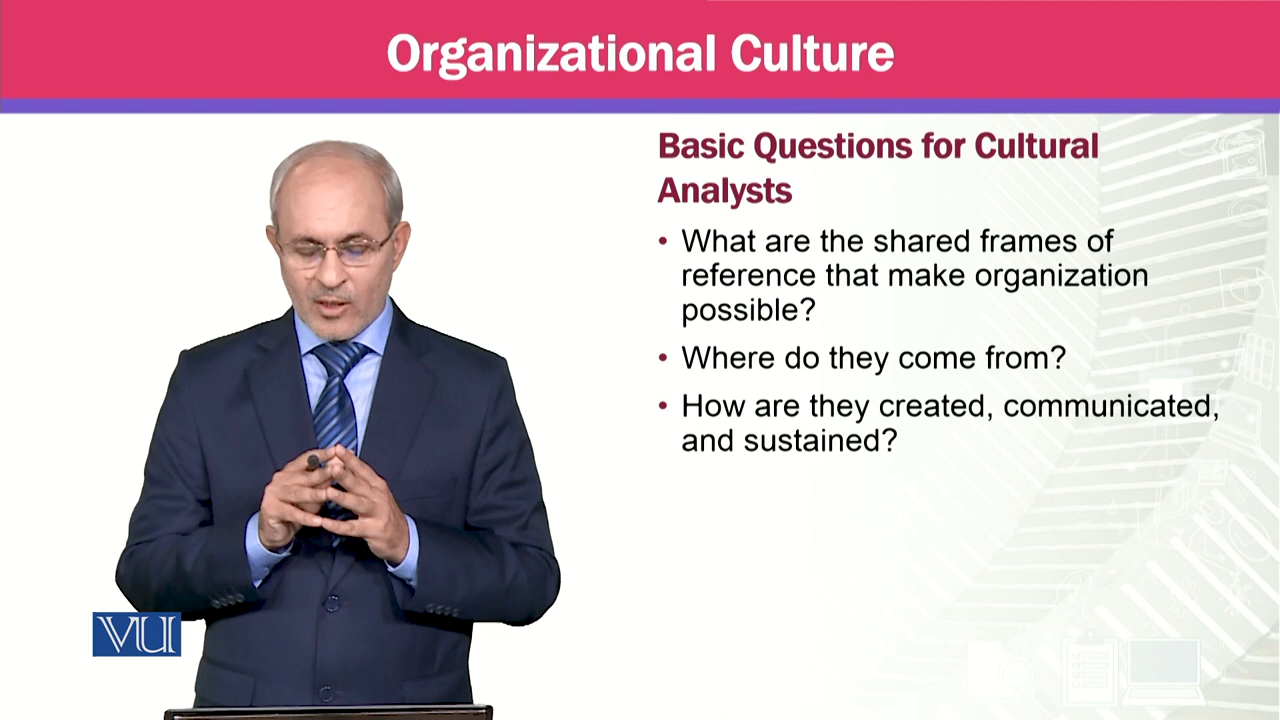 Organizational Culture
Basic Questions for Cultural
Analysts
• What are the shared frames of
reference that make organization
possible?
• Where do they come from?
• How are they created, communicated,
and sustained?
VU